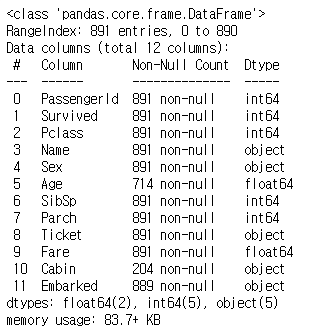 <class 'pandas.core.frame.DataFrame'>
RangeIndex: 891 entries, 0 to 890
Data columns (total 12 columns):
 #   Column       Non-Null Count  Dtype
---  ------       --------------  -----
 0   PassengerId  891 non-null    int64
 1   Survived     891 non-null    int64
 2   Pclass       891 non-null    int64
 3   Name         891 non-null    object
 4   Sex          891 non-null    object
 5   Age          714 non-null    float64
 6   SibSp        891 non-null    int64
 7   Parch        891 non-null    int64
 8   Ticket       891 non-null    object
 9   Fare         891 non-null    float64
 10  Cabin        204 non-null    object
 11  Embarked     889 non-null    object
dtypes: float64(2), int64(5), object(5)
memory usage: 83.7+ KB